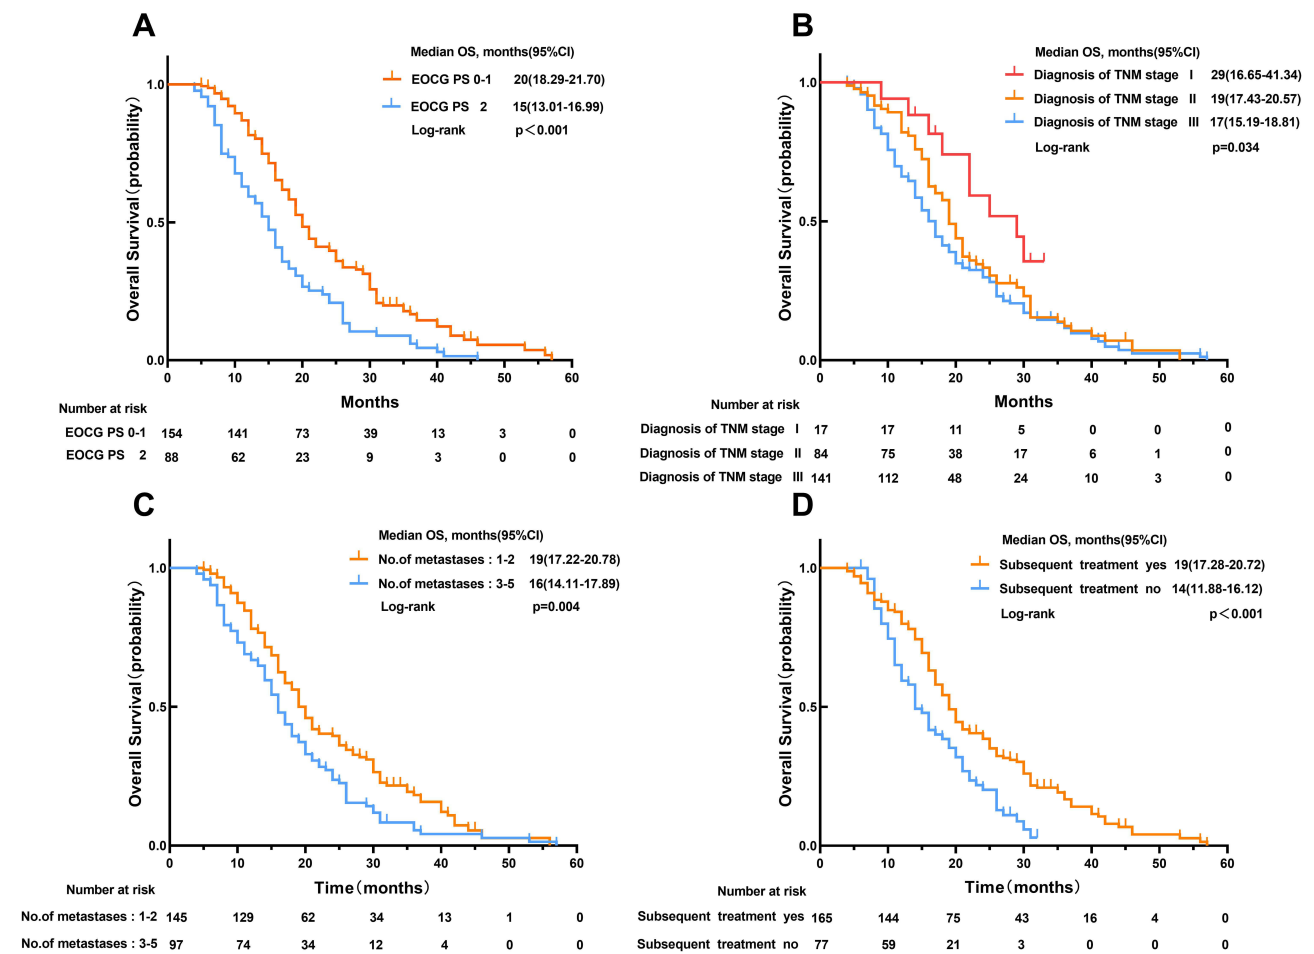 A
Median OS, months(95%CI)
EOCG PS 0-1 20(18.29-21.70)
EOCG PS 2 15(13.01-16.99)
Log-rank p＜0.001
Overall Survival（probability）
1.0
0.5
0.0
0 10 20 30 40 50 60
Months
Number at risk
EOCG PS 0-1 154 141 73 39 13 3 0
EOCG PS 2 88 62 23 9 3 0 0
B
Median OS, months(95%CI)
Diagnosis of TNM stage I 29(16.65-41.34)
Diagnosis of TNM stage II 19(17.43-20.57)
Diagnosis of TNM stage III 17(15.19-18.81)
Log-rank p=0.034
Overall Survival（probability）
1.0
0.5
0.0
0 10 20 30 40 50 60
Months
Number at risk
Diagnosis of TNM stage I 17 17 11 5 0 0 0
Diagnosis of TNM stage II 84 75 38 17 6 1 0
Diagnosis of TNM stage III 141 112 48 24 10 3 0
C
Median OS, months(95%CI)
No.of metastases : 1-2 19(17.22-20.78)
No.of metastases : 3-5 16(14.11-17.89)
Log-rank p=0.004
Overall Survival（probability）
1.0
0.5
0.0
0 10 20 30 40 50 60
Time（months）
Number at risk
No.of metastases : 1-2 145 129 62 34 13 1 0
No.of metastases : 3-5 97 74 34 12 4 0 0
D
Median OS, months(95%CI)
Subsequent treatment yes 19(17.28-20.72)
Subsequent treatment no 14(11.88-16.12)
Log-rank p＜0.001
Overall Survival（probability）
1.0
0.5
0.0
0 10 20 30 40 50 60
Time（months）
Number at risk
Subsequent treatment yes 165 144 75 43 16 4 0
Subsequent treatment no 77 59 21 3 0 0 0